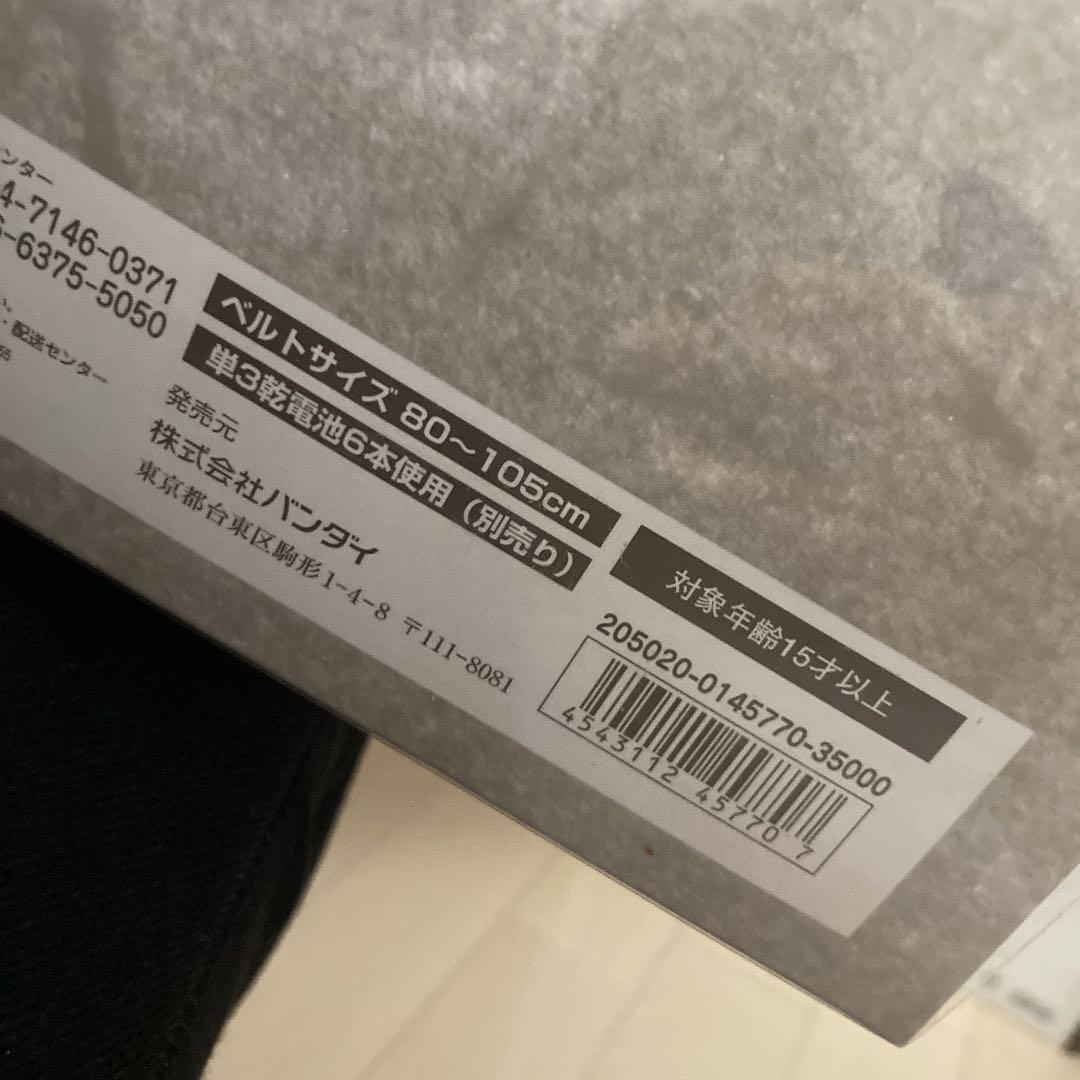 ンター
4-7146-0371
6-6375-5050
・配送センター
ベルトサイズ 80〜105cm
単3乾電池6本使用（別売り）
発売元
株式会社バンダイ
東京都台東区駒形1-4-8 〒111-8081
対象年齢15才以上
205020-0145770-35000
4543112 457707